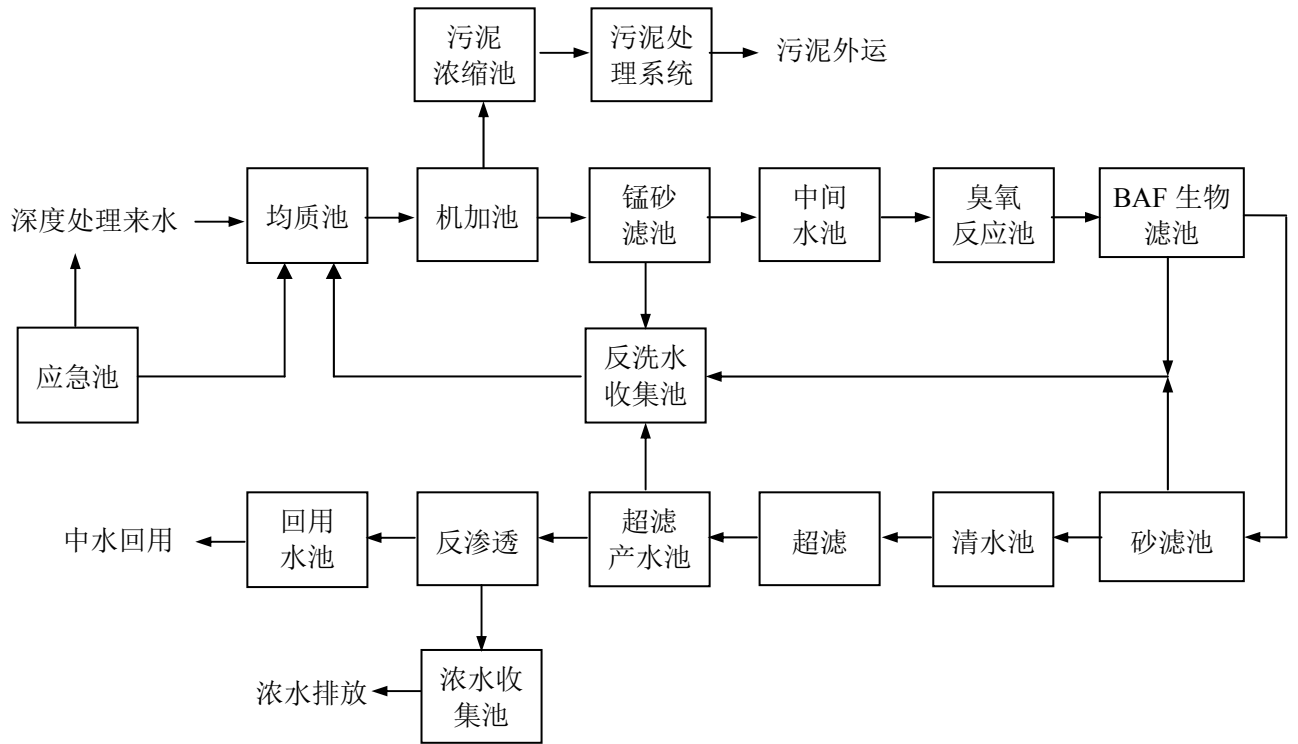 污泥
浓缩池
污泥处
理系统
污泥外运
深度处理来水
均质池
机加池
锰砂
滤池
中间
水池
臭氧
反应池
BAF 生物
滤池
应急池
反洗水
收集池
中水回用
回用
水池
反渗透
超滤
产水池
超滤
清水池
砂滤池
浓水排放
浓水收
集池